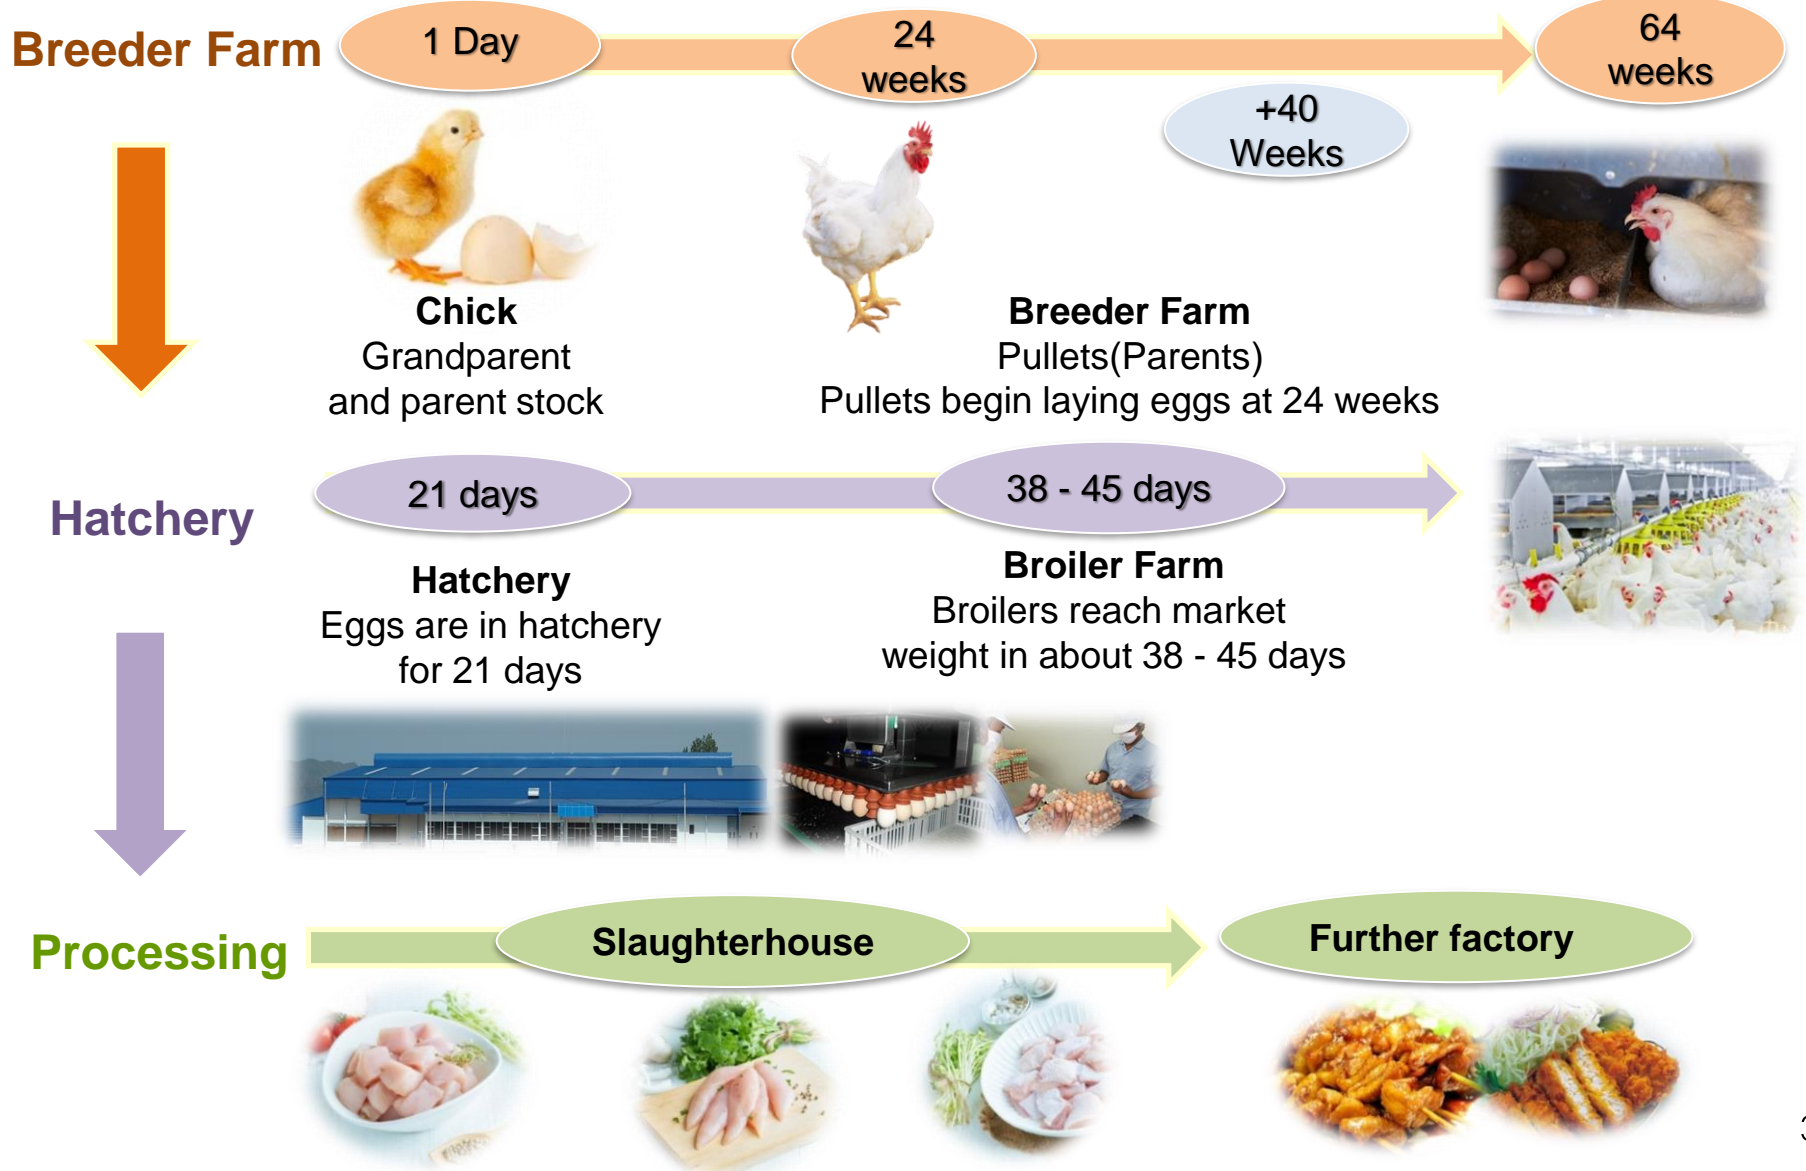 Breeder Farm
1 Day
24
weeks
64
weeks
+40
Weeks
Chick
Grandparent
and parent stock
Breeder Farm
Pullets(Parents)
Pullets begin laying eggs at 24 weeks
Hatchery
21 days
38 - 45 days
Hatchery
Eggs are in hatchery
for 21 days
Broiler Farm
Broilers reach market
weight in about 38 - 45 days
Processing
Slaughterhouse
Further factory